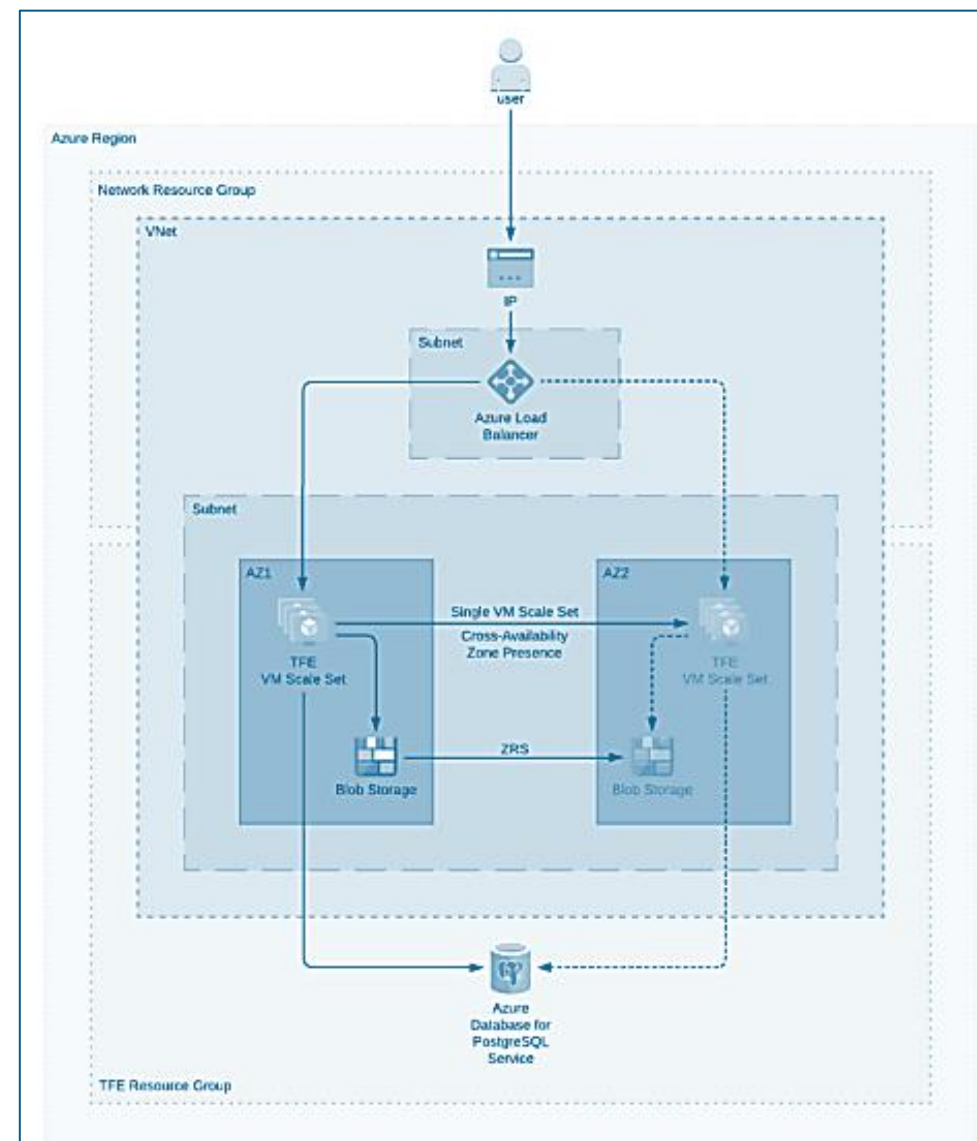 user
Azure Region
Network Resource Group
VNet
IP
Subnet
Azure Load
Balancer
Subnet
AZ1
AZ2
Single VM Scale Set
Cross-Availability
Zone Presence
TFE
VM Scale Set
TFE
VM Scale Set
ZRS
Blob Storage
Blob Storage
Azure
Database for
PostgreSQL
Service
TFE Resource Group